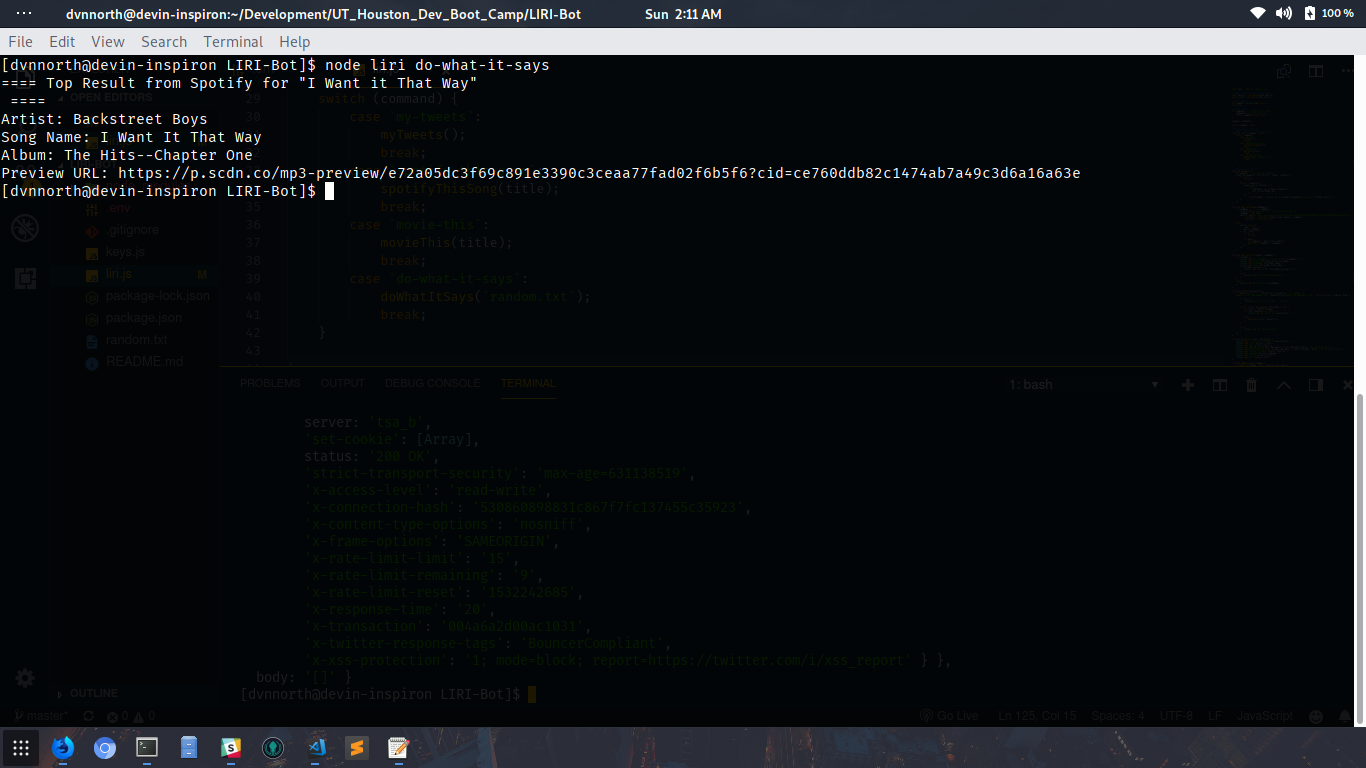 dvnnorth@devin-inspiron:~/Development/UT_Houston_Dev_Boot_Camp/LIRI-Bot
Sun 2:11 AM
100 %
File Edit View Search Terminal Help
[dvnnorth@devin-inspiron LIRI-Bot]$ node liri do-what-it-says
==== Top Result from Spotify for "I Want it That Way"
 ====
Artist: Backstreet Boys
Song Name: I Want It That Way
Album: The Hits--Chapter One
Preview URL: https://p.scdn.co/mp3-preview/e72a05dc3f69c891e3390c3ceaa77fad02f6b5f6?cid=ce760ddb82c1474ab7a49c3d6a16a63e
[dvnnorth@devin-inspiron LIRI-Bot]$
OPEN EDITORS
.env
.gitignore
keys.js
liri.js M
package-lock.json
package.json
random.txt
README.md
OUTLINE
29 switch (command) {
30 case `my-tweets`:
myTweets();
break;
spotifyThisSong(title);
35 break;
36 case `movie-this`:
37 movieThis(title);
38 break;
39 case `do-what-it-says`:
40 doWhatItSays(`random.txt`);
41 break;
42 }
43
PROBLEMS OUTPUT DEBUG CONSOLE TERMINAL 1: bash
server: 'tsa_b',
'set-cookie': [Array],
status: '200 OK',
'strict-transport-security': 'max-age=631138519',
'x-access-level': 'read-write',
'x-connection-hash': '530860898831c867f7fc137455c35923',
'x-content-type-options': 'nosniff',
'x-frame-options': 'SAMEORIGIN',
'x-rate-limit-limit': '15',
'x-rate-limit-remaining': '9',
'x-rate-limit-reset': '1532242685',
'x-response-time': '20',
'x-transaction': '004a6a2d00ac1031',
'x-twitter-response-tags': 'BouncerCompliant',
'x-xss-protection': '1; mode=block; report=https://twitter.com/i/xss_report' } },
body: '[]' }
[dvnnorth@devin-inspiron LIRI-Bot]$
master* 0 0 Go Live Ln 125, Col 15 Spaces: 4 UTF-8 LF JavaScript